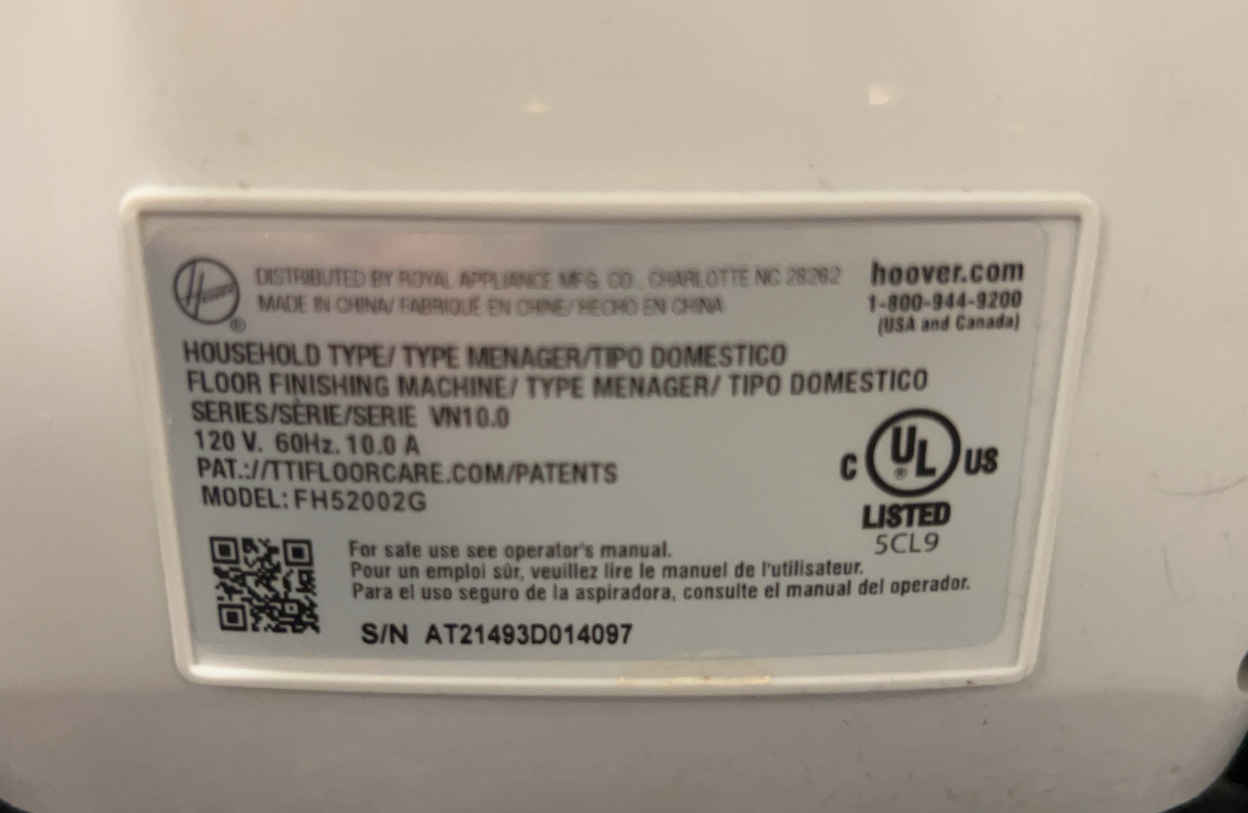 Hoover
®
DISTRIBUTED BY ROYAL APPLIANCE MFG. CO., CHARLOTTE NC 28262
MADE IN CHINA/ FABRIQUÉ EN CHINE/ HECHO EN CHINA
hoover.com
1-800-944-9200
(USA and Canada)
HOUSEHOLD TYPE/ TYPE MENAGER/TIPO DOMESTICO
FLOOR FINISHING MACHINE/ TYPE MENAGER/ TIPO DOMESTICO
SERIES/SÈRIE/SERIE VN10.0
120 V. 60Hz. 10.0 A
PAT.://TTIFLOORCARE.COM/PATENTS
MODEL: FH52002G
C UL® US
LISTED
5CL9
For safe use see operator's manual.
Pour un emploi sûr, veuillez lire le manuel de l'utilisateur.
Para el uso seguro de la aspiradora, consulte el manual del operador.
S/N AT21493D014097